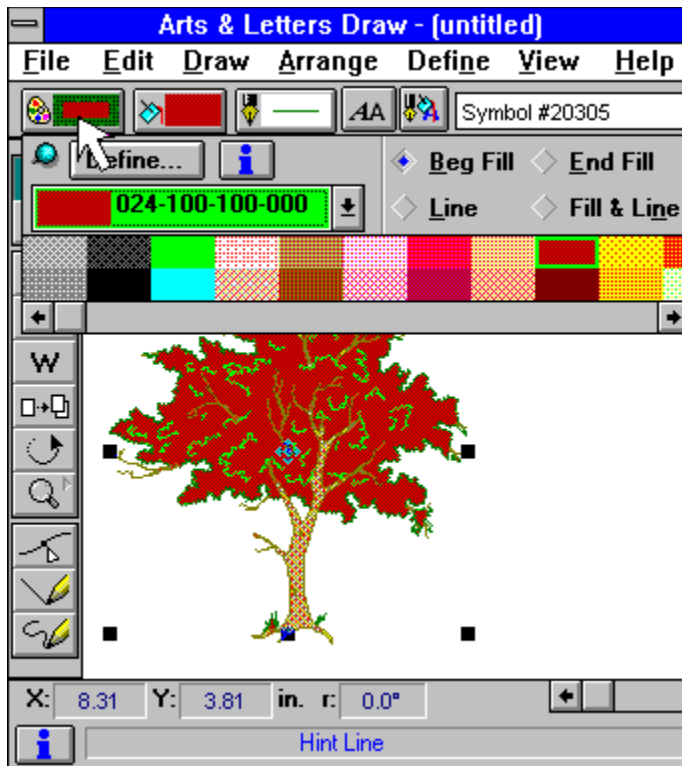 Arts & Letters Draw - (untitled)
File Edit Draw Arrange Define View Help
AA A Symbol #20305
Define... i Beg Fill End Fill
024-100-100-000 Line Fill & Line
W
X: 8.31 Y: 3.81 in. r: 0.0°
i Hint Line